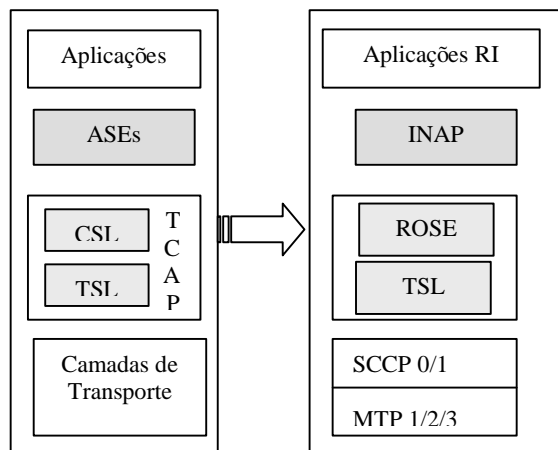 Aplicações
ASEs
CSL
TSL
T
C
A
P
Camadas de
Transporte
Aplicações RI
INAP
ROSE
TSL
SCCP 0/1
MTP 1/2/3